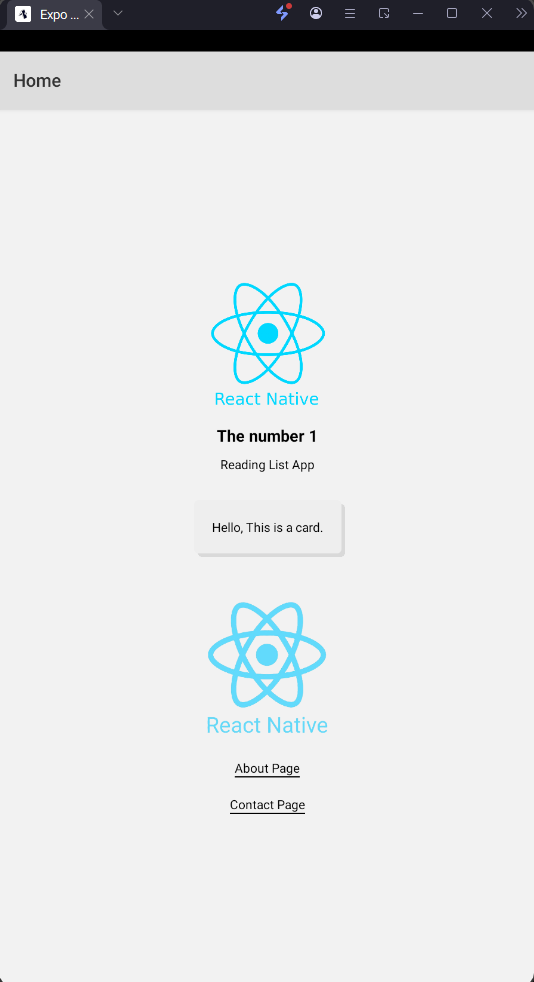 Expo ...
Home
React Native
The number 1
Reading List App
Hello, This is a card.
React Native
About Page
Contact Page